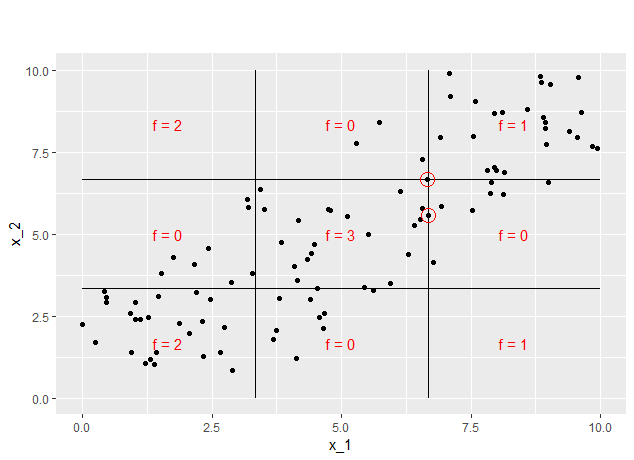 10.0
f = 2 f = 0 f = 1
7.5
x_2
5.0
f = 0 f = 3 f = 0
2.5
f = 2 f = 0 f = 1
0.0
0.0 2.5 5.0 7.5 10.0
x_1